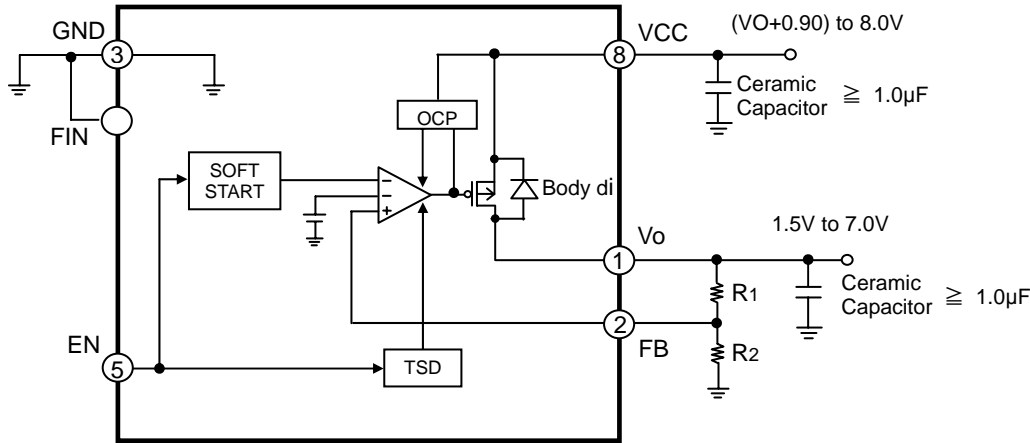 GND
3
FIN
VCC
8
(VO+0.90) to 8.0V
Ceramic
Capacitor ≧ 1.0µF
OCP
SOFT
START
−
−
+
Body di
1.5V to 7.0V
Vo
1
R1
Ceramic
Capacitor ≧ 1.0µF
2
FB
R2
EN
5
TSD